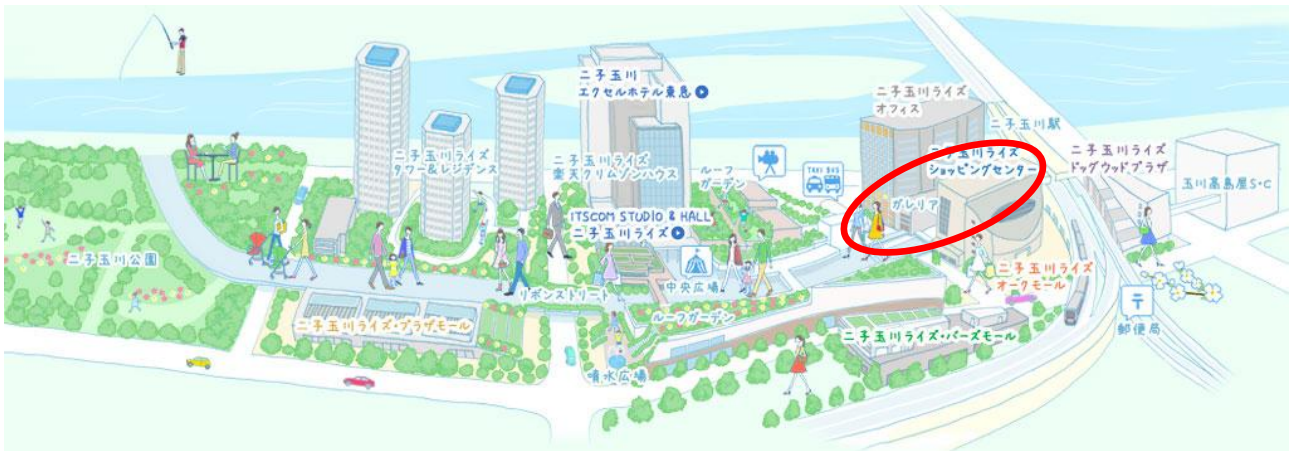 二子玉川
エクセルホテル東急
二子玉川ライズ
オフィス
二子玉川駅
二子玉川ライズ
タワー&レジデンス
二子玉川ライズ
楽天クリムゾンハウス
ルーフ
ガーデン
TAXI BUS
二子玉川ライズ
ショッピングセンター
二子玉川ライズ
ドッグウッドプラザ
玉川高島屋S・C
ガレリア
ITSCOM STUDIO & HALL
二子玉川ライズ
二子玉川公園
リボンストリート
中央広場
二子玉川ライズ
オークモール
〒
郵便局
二子玉川ライズ・プラザモール
ルーフガーデン
二子玉川ライズ・バーズモール
噴水広場